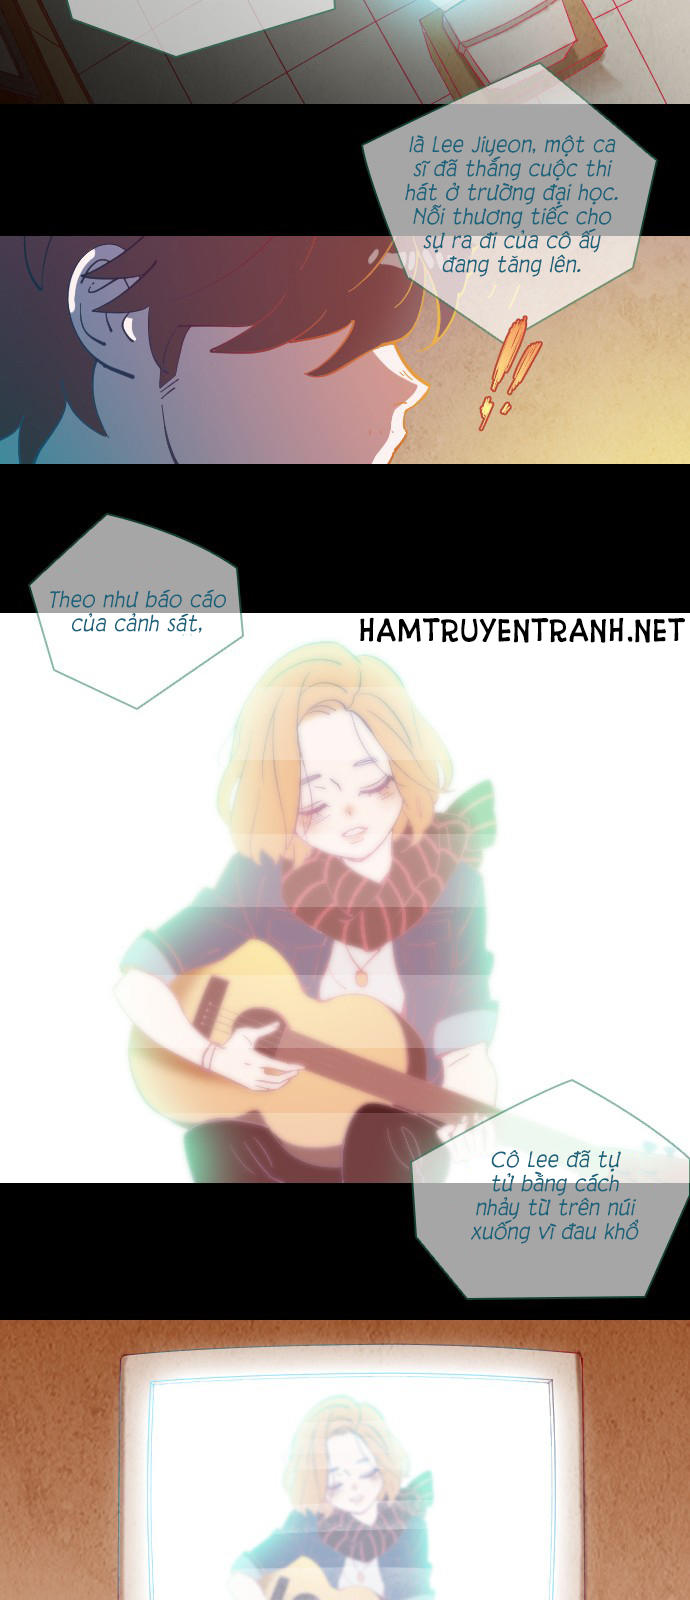 là Lee Jiyeon, một ca
sĩ đã thắng cuộc thi
hát ở trường đại học.
Nỗi thương tiếc cho
sự ra đi của cô ấy
đang tăng lên.
!!
Theo như báo cáo
của cảnh sát,
HAMTRUYENTRANH.NET
Cô Lee đã tự
tử bằng cách
nhảy từ trên núi
xuống vì đau khổ